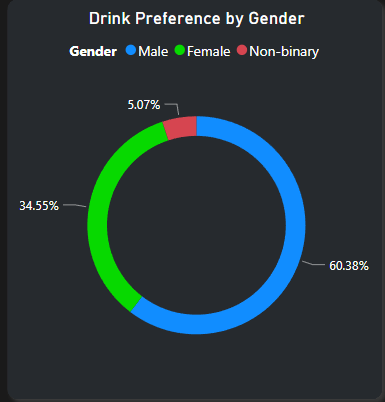 Drink Preference by Gender
Gender Male Female Non-binary
5.07%
34.55%
60.38%